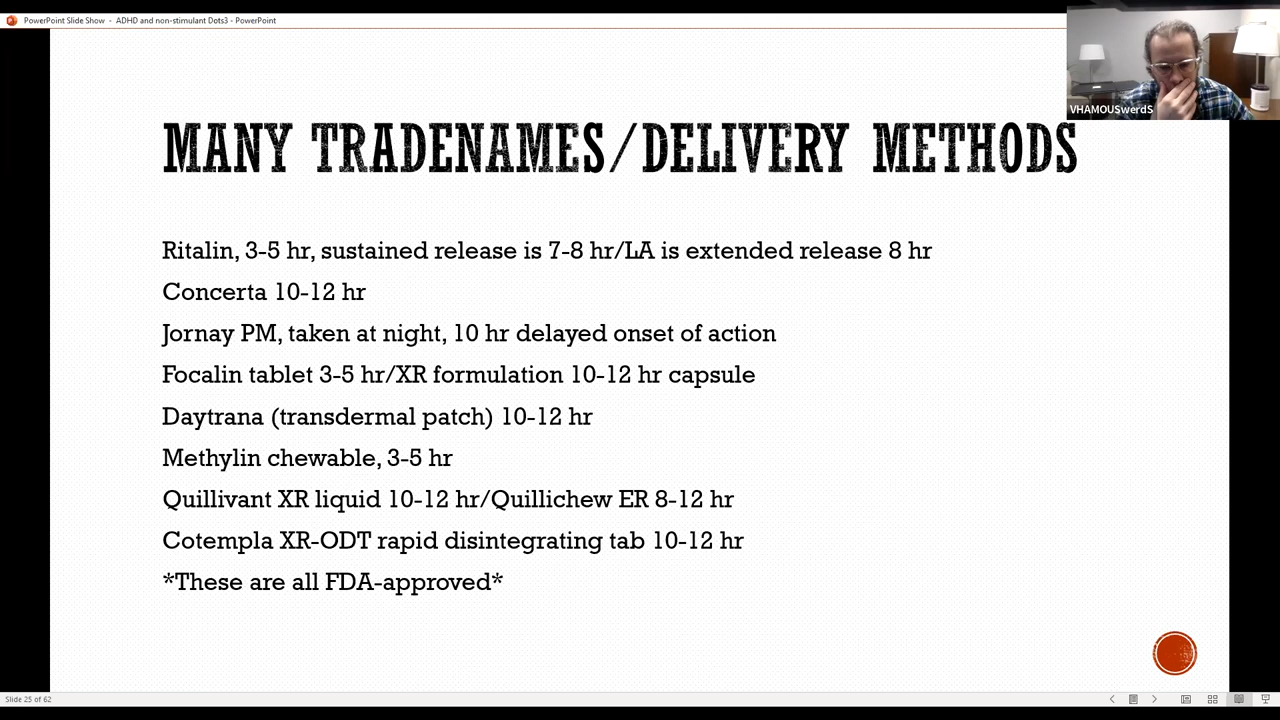 PowerPoint Slide Show - ADHD and non-stimulant Dots3 - PowerPoint
VHAMOUSwerdS
MANY TRADENAMES/DELIVERY METHODS
Ritalin, 3-5 hr, sustained release is 7-8 hr/LA is extended release 8 hr
Concerta 10-12 hr
Jornay PM, taken at night, 10 hr delayed onset of action
Focalin tablet 3-5 hr/XR formulation 10-12 hr capsule
Daytrana (transdermal patch) 10-12 hr
Methylin chewable, 3-5 hr
Quillivant XR liquid 10-12 hr/Quillichew ER 8-12 hr
Cotempla XR-ODT rapid disintegrating tab 10-12 hr
*These are all FDA-approved*
Slide 25 of 62